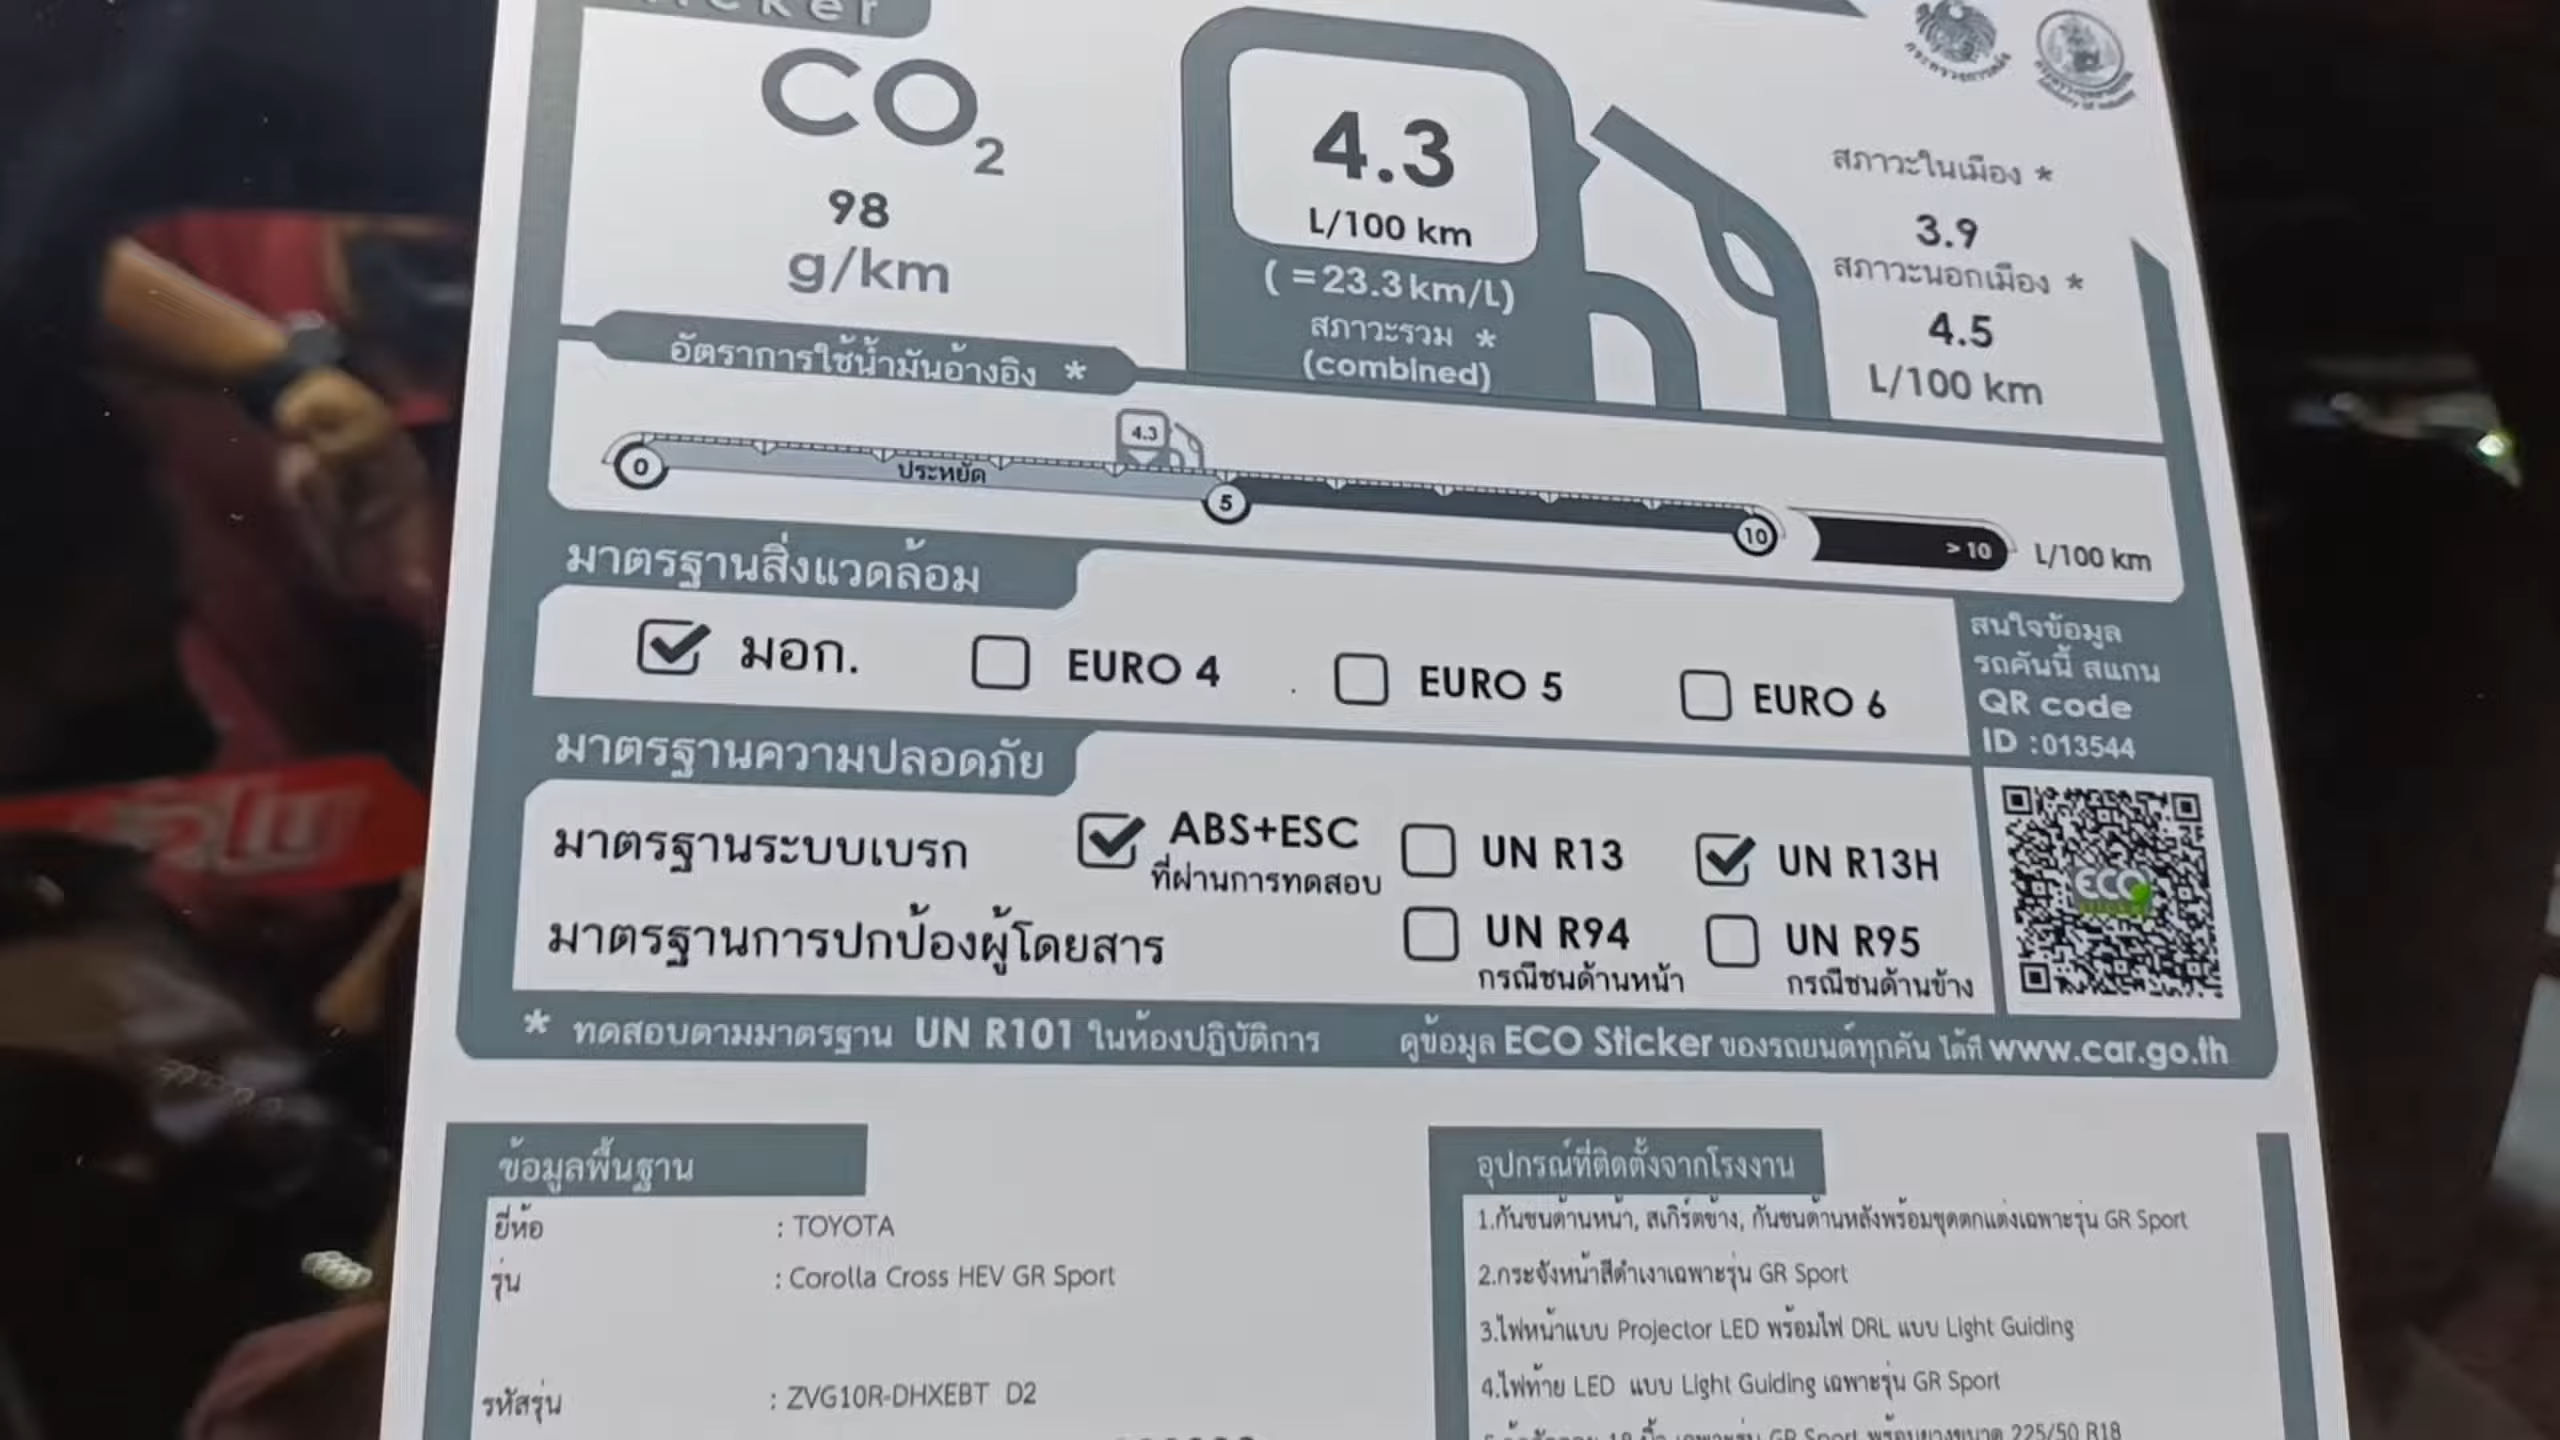 CO2
98
g/km
4.3
L/100 km
( =23.3 km/L)
สภาวะรวม *
(combined)
สภาวะในเมือง *
3.9
สภาวะนอกเมือง *
4.5
L/100 km
อัตราการใช้น้ำมันอ้างอิง *
4.3
0
ประหยัด
5
10
> 10
L/100 km
มาตรฐานสิ่งแวดล้อม
มอก.
EURO 4
EURO 5
EURO 6
สนใจข้อมูล
รถคันนี้ สแกน
QR code
ID :013544
มาตรฐานความปลอดภัย
มาตรฐานระบบเบรก
ABS+ESC
ที่ผ่านการทดสอบ
UN R13
UN R13H
มาตรฐานการปกป้องผู้โดยสาร
UN R94
กรณีชนด้านหน้า
UN R95
กรณีชนด้านข้าง
ECO
* ทดสอบตามมาตรฐาน UN R101 ในห้องปฏิบัติการ
ดูข้อมูล ECO Sticker ของรถยนต์ทุกคัน ได้ที่ www.car.go.th
ข้อมูลพื้นฐาน
ยี่ห้อ : TOYOTA
รุ่น : Corolla Cross HEV GR Sport
รหัสรุ่น : ZVG10R-DHXEBT D2
อุปกรณ์ที่ติดตั้งจากโรงงาน
1.กันชนด้านหน้า, สเกิร์ตข้าง, กันชนด้านหลังพร้อมชุดตกแต่งเฉพาะรุ่น GR Sport
2.กระจังหน้าสีดำเงาเฉพาะรุ่น GR Sport
3.ไฟหน้าแบบ Projector LED พร้อมไฟ DRL แบบ Light Guiding
4.ไฟท้าย LED แบบ Light Guiding เฉพาะรุ่น GR Sport
GR Sport พร้อมยางขนาด 225/50 R18